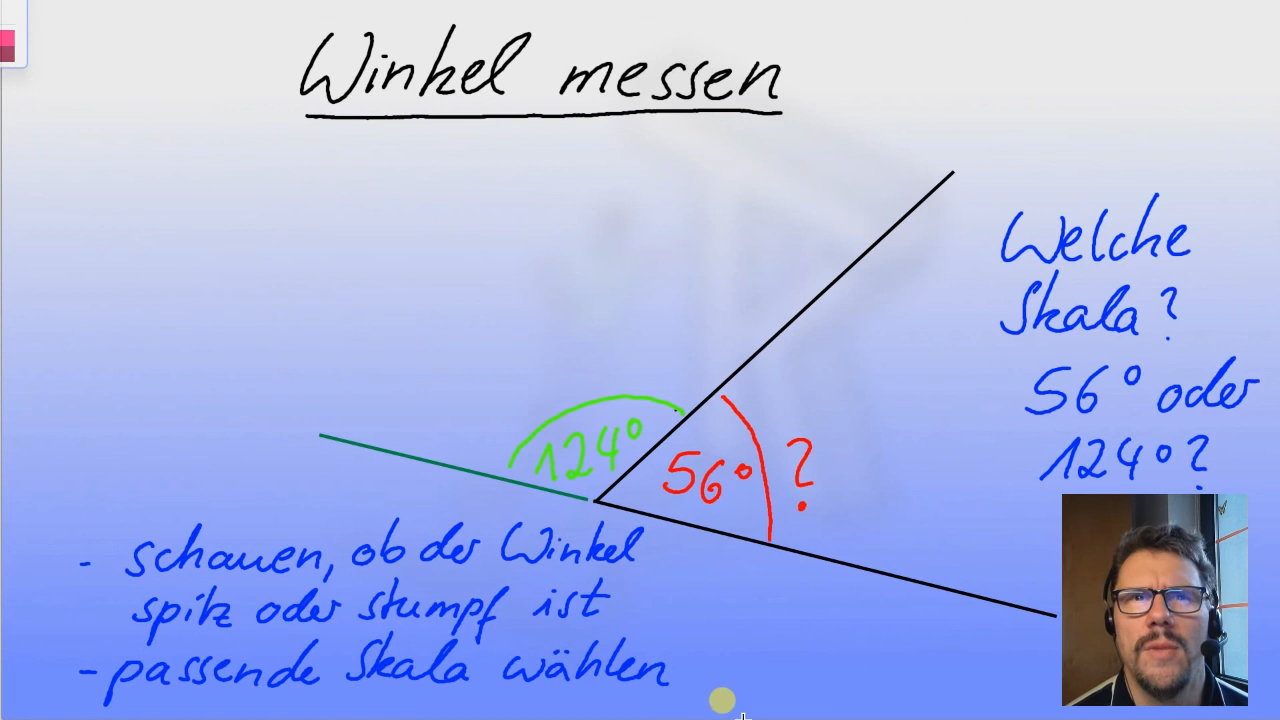 Winkel messen
Welche
Skala?
56° oder
124°?
124°
56° ?
- schauen, ob der Winkel
spitz oder stumpf ist
- passende Skala wählen